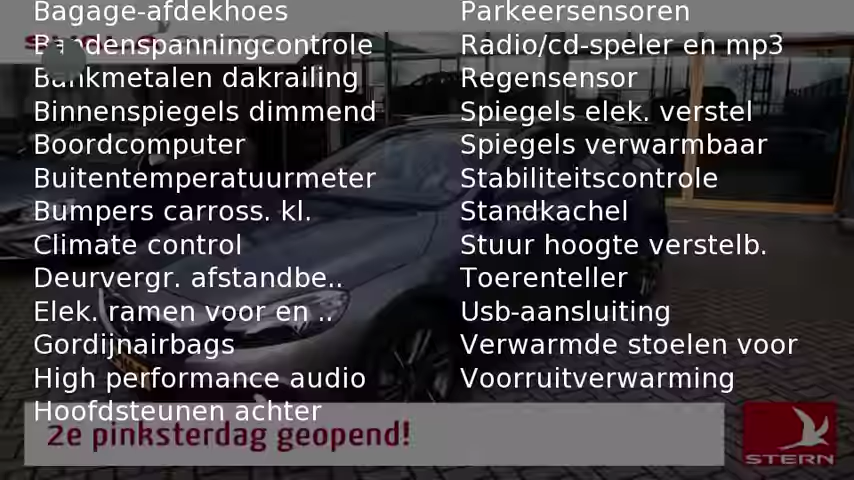 Bagage-afdekhoes
Bandenspanningcontrole
Bankmetalen dakrailing
Binnenspiegels dimmend
Boordcomputer
Buitentemperatuurmeter
Bumpers carross. kl.
Climate control
Deurvergr. afstandbe..
Elek. ramen voor en ..
Gordijnairbags
High performance audio
Hoofdsteunen achter
Parkeersensoren
Radio/cd-speler en mp3
Regensensor
Spiegels elek. verstel
Spiegels verwarmbaar
Stabiliteitscontrole
Standkachel
Stuur hoogte verstelb.
Toerenteller
Usb-aansluiting
Verwarmde stoelen voor
Voorruitverwarming
2e pinksterdag geopend!
STERN